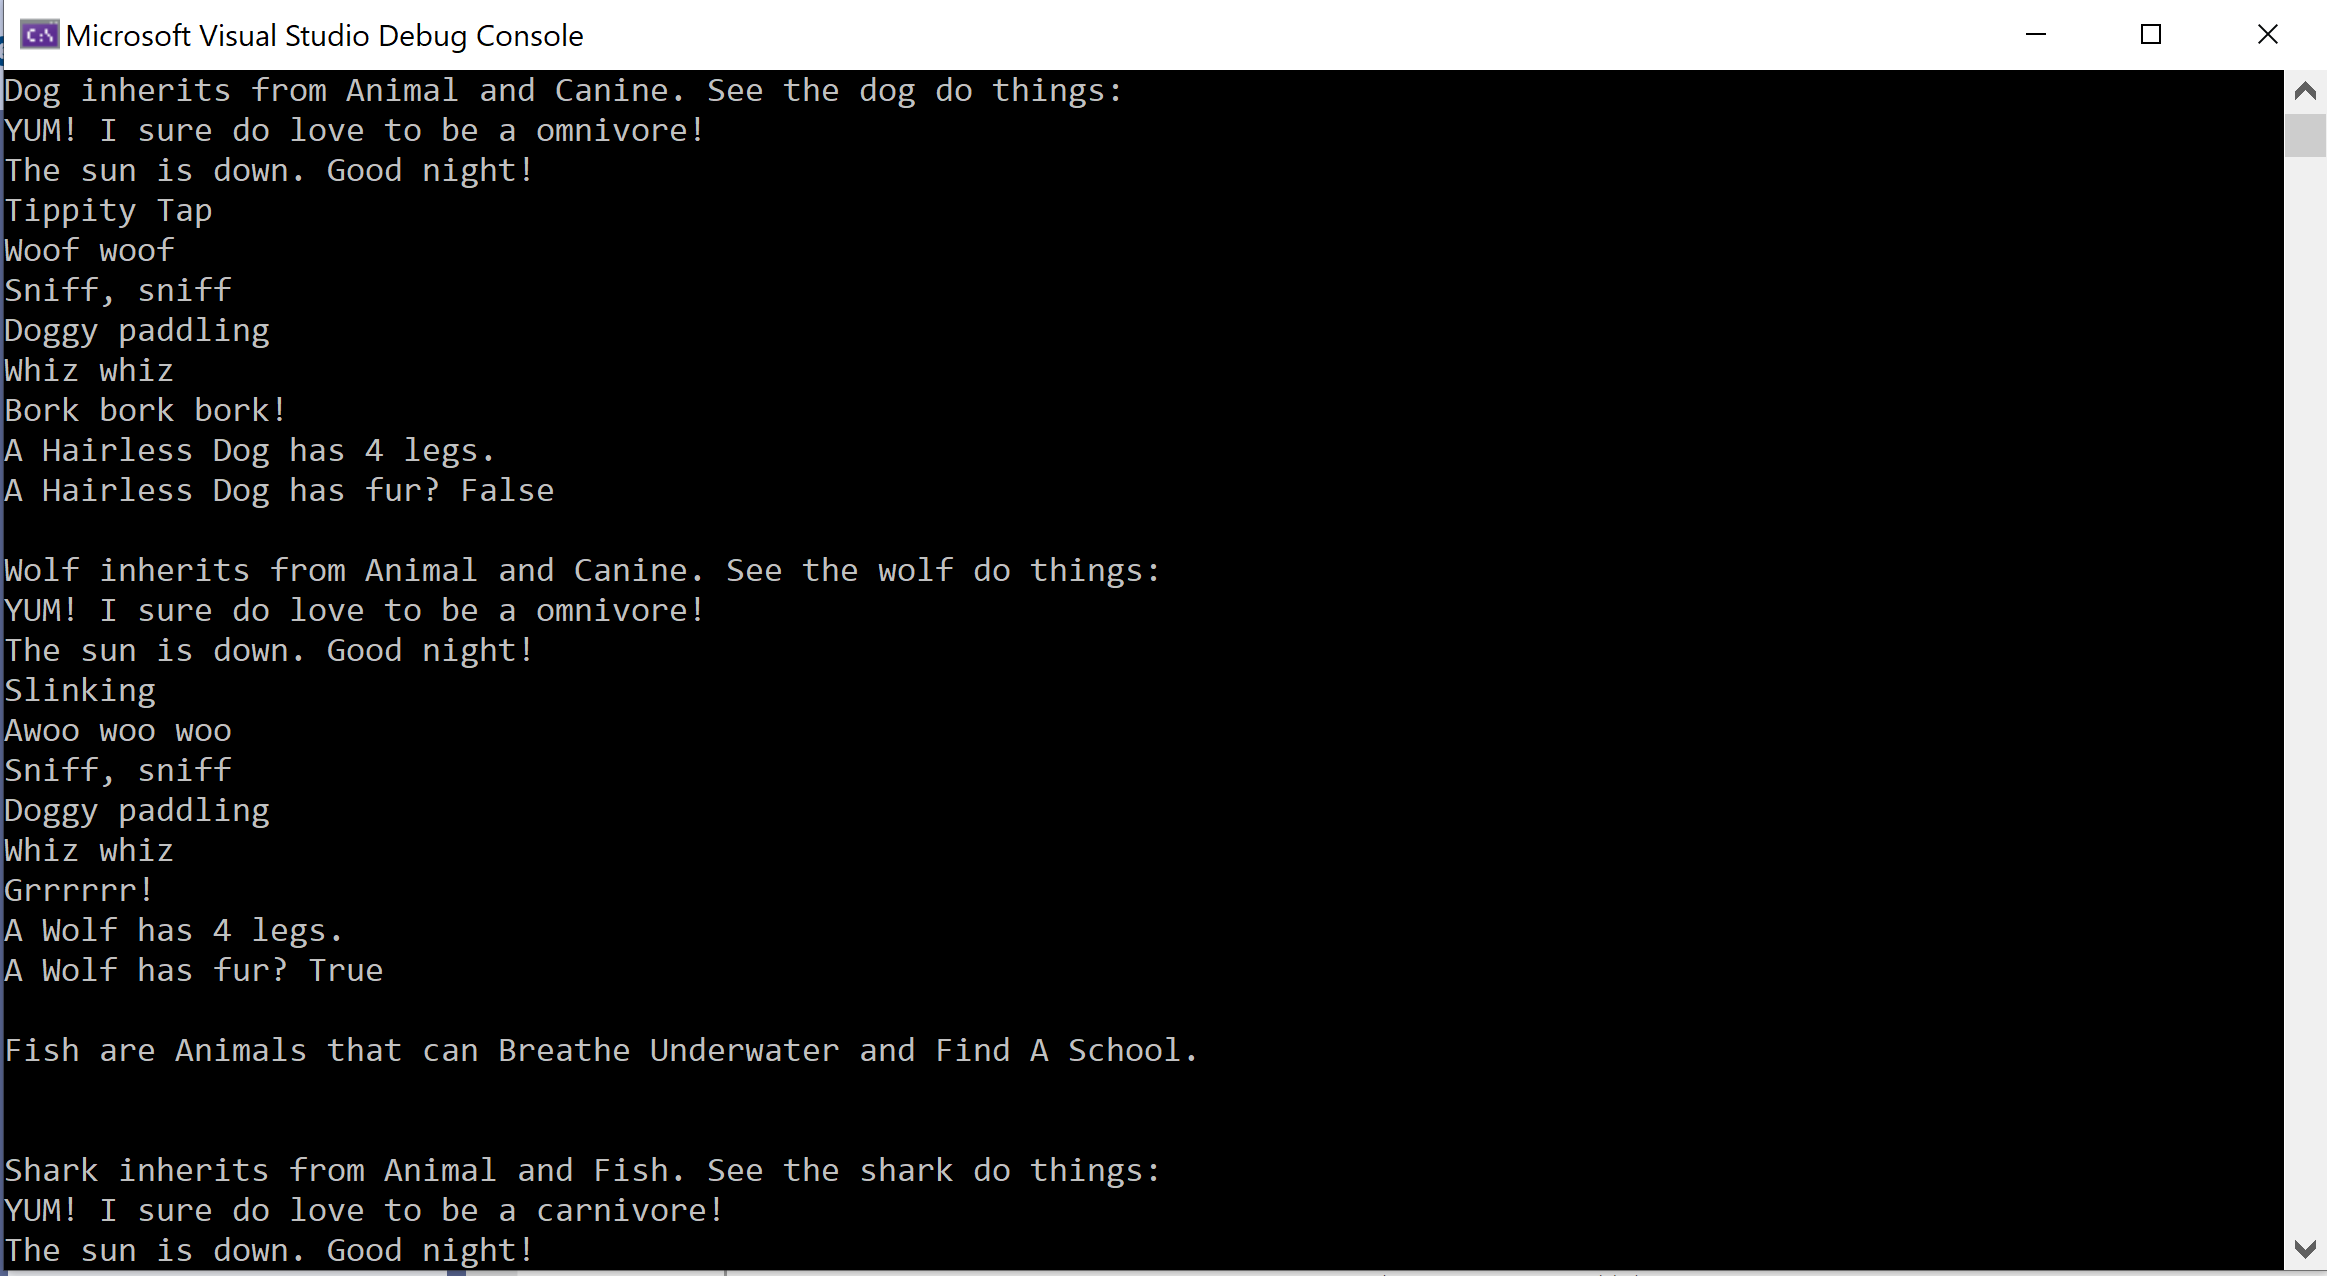 Microsoft Visual Studio Debug Console
Dog inherits from Animal and Canine. See the dog do things:
YUM! I sure do love to be a omnivore!
The sun is down. Good night!
Tippity Tap
Woof woof
Sniff, sniff
Doggy paddling
Whiz whiz
Bork bork bork!
A Hairless Dog has 4 legs.
A Hairless Dog has fur? False
Wolf inherits from Animal and Canine. See the wolf do things:
YUM! I sure do love to be a omnivore!
The sun is down. Good night!
Slinking
Awoo woo woo
Sniff, sniff
Doggy paddling
Whiz whiz
Grrrrrr!
A Wolf has 4 legs.
A Wolf has fur? True
Fish are Animals that can Breathe Underwater and Find A School.
Shark inherits from Animal and Fish. See the shark do things:
YUM! I sure do love to be a carnivore!
The sun is down. Good night!